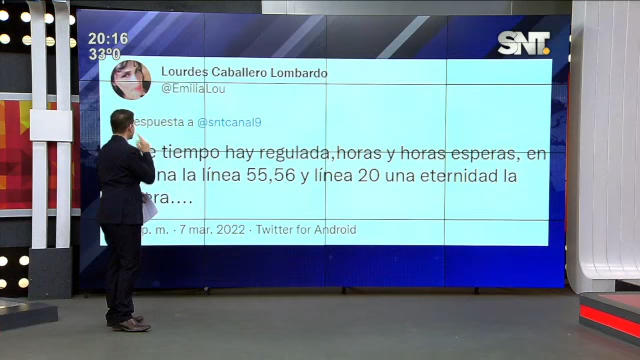 20:16
33°
SNT.
Lourdes Caballero Lombardo
@EmiliaLou
espuesta a @sntcanal9
e tiempo hay regulada,horas y horas esperas, en
na la línea 55,56 y línea 20 una eternidad la
era....
p. m. · 7 mar. 2022 · Twitter for Android